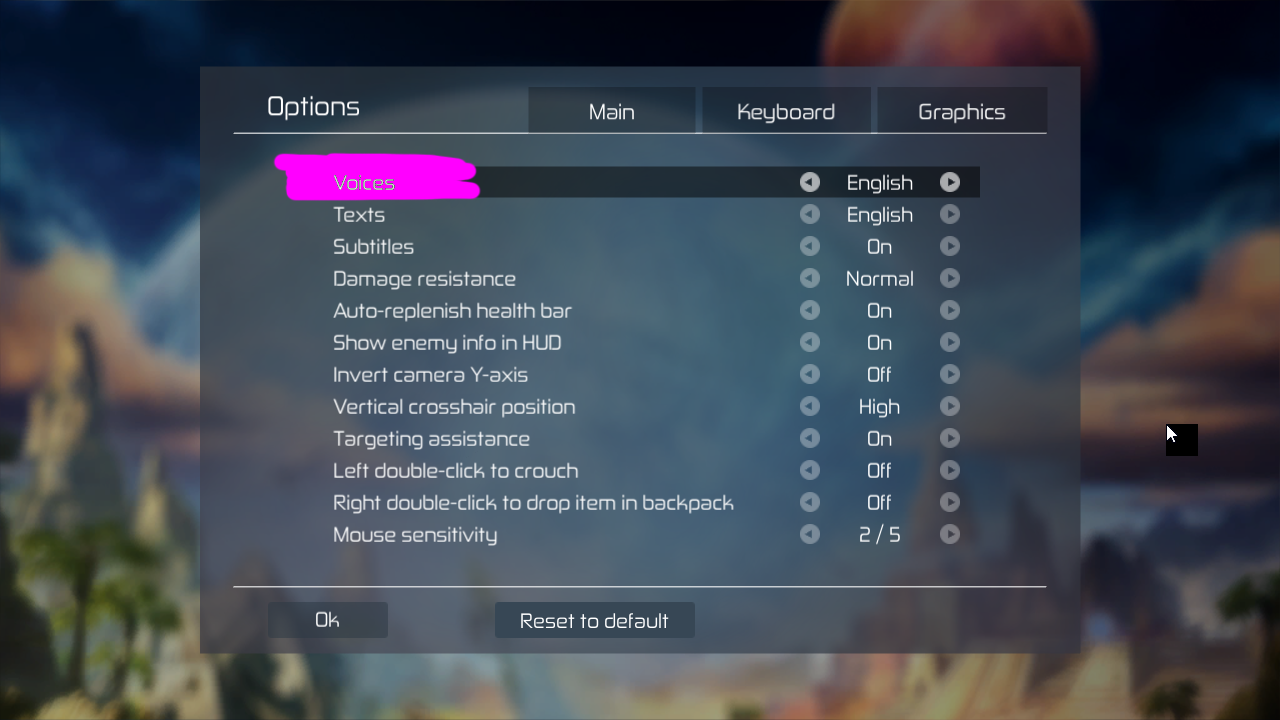 Options Main Keyboard Graphics
Voices English
Texts English
Subtitles On
Damage resistance Normal
Auto-replenish health bar On
Show enemy info in HUD On
Invert camera Y-axis Off
Vertical crosshair position High
Targeting assistance On
Left double-click to crouch Off
Right double-click to drop item in backpack Off
Mouse sensitivity 2 / 5
Ok Reset to default